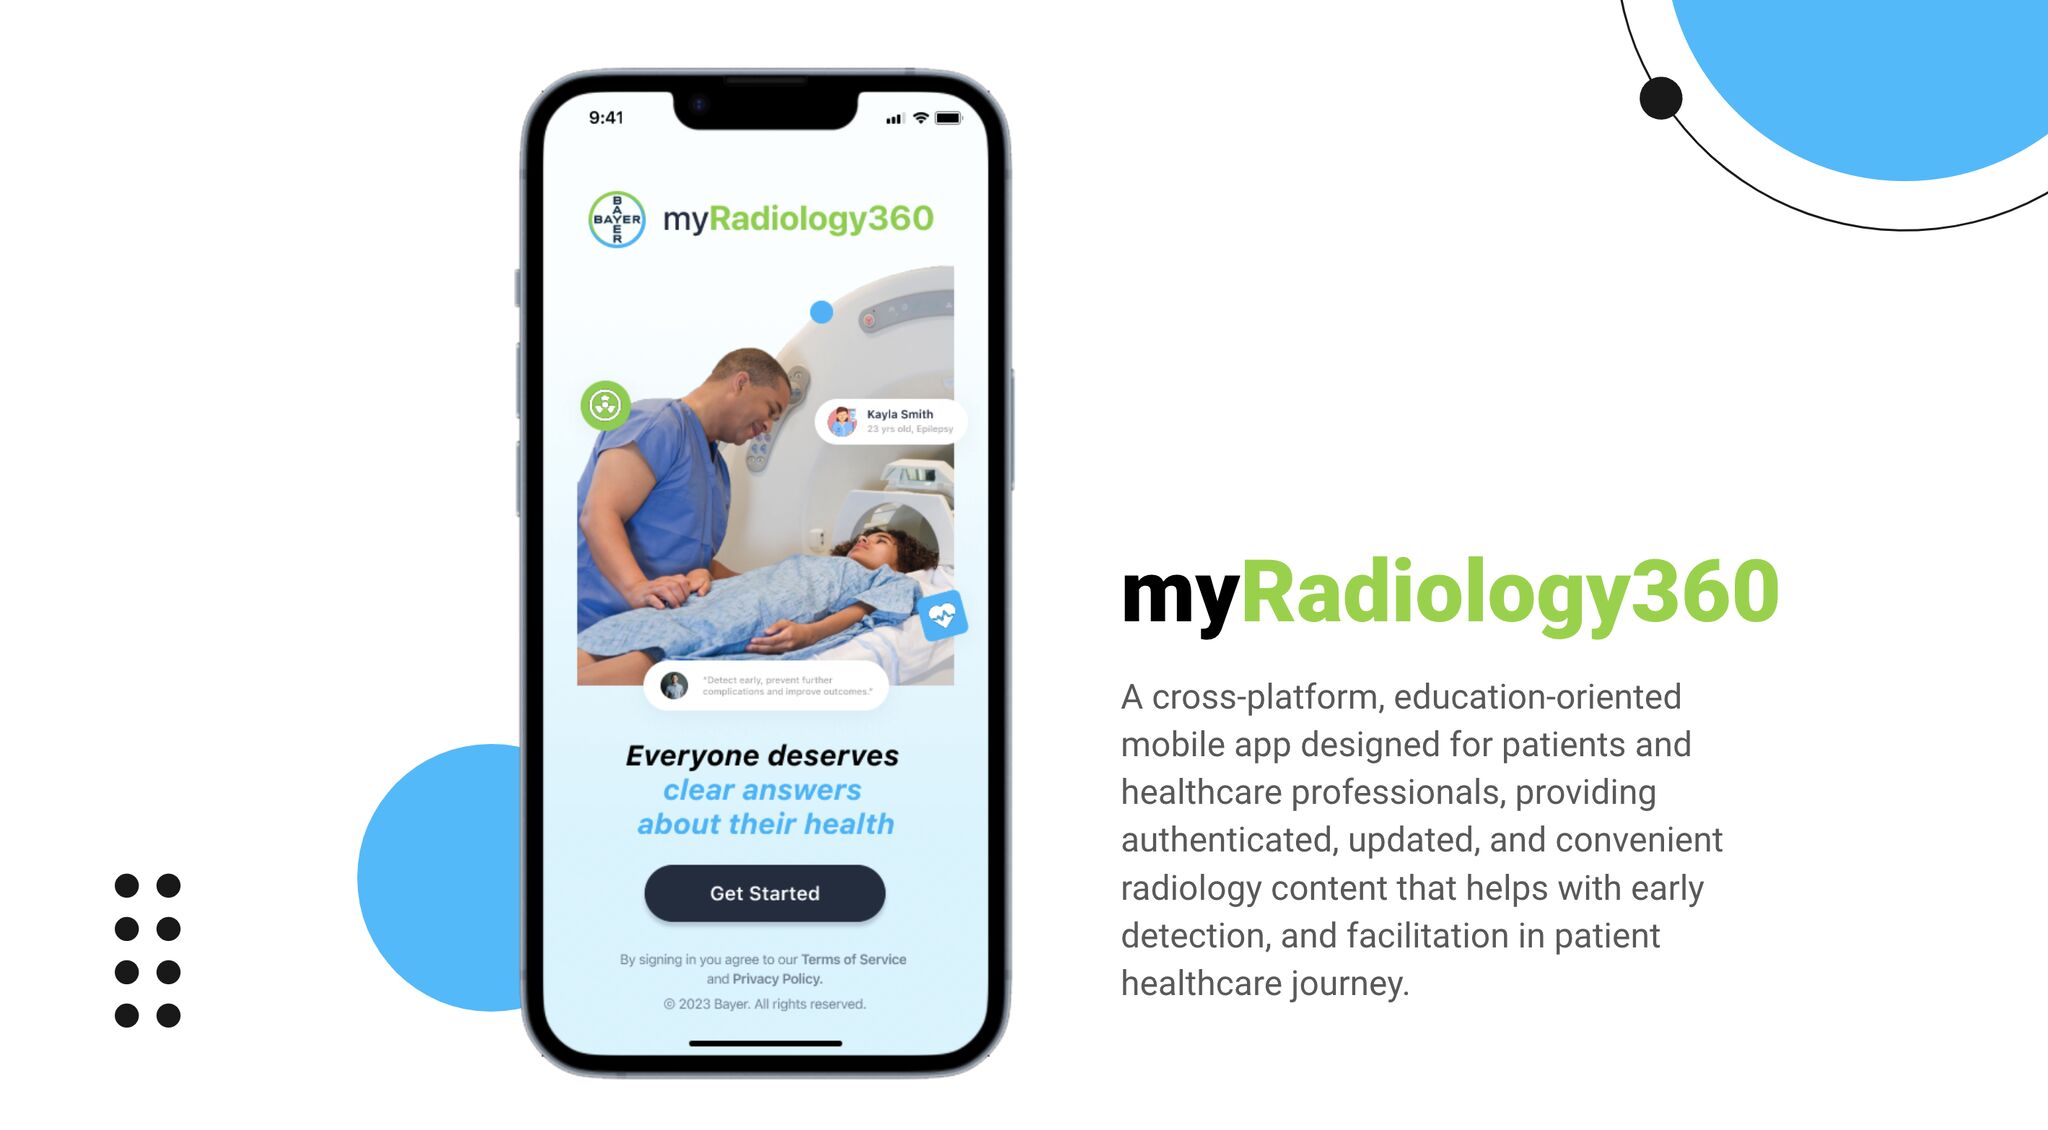 9:41
BAYER
BAYER
myRadiology360
Kayla Smith
23 yrs old, Epilepsy
"Detect early, prevent further
complications and improve outcomes."
Everyone deserves
clear answers
about their health
Get Started
By signing in you agree to our Terms of Service
and Privacy Policy.
© 2023 Bayer. All rights reserved.
myRadiology360
A cross-platform, education-oriented
mobile app designed for patients and
healthcare professionals, providing
authenticated, updated, and convenient
radiology content that helps with early
detection, and facilitation in patient
healthcare journey.